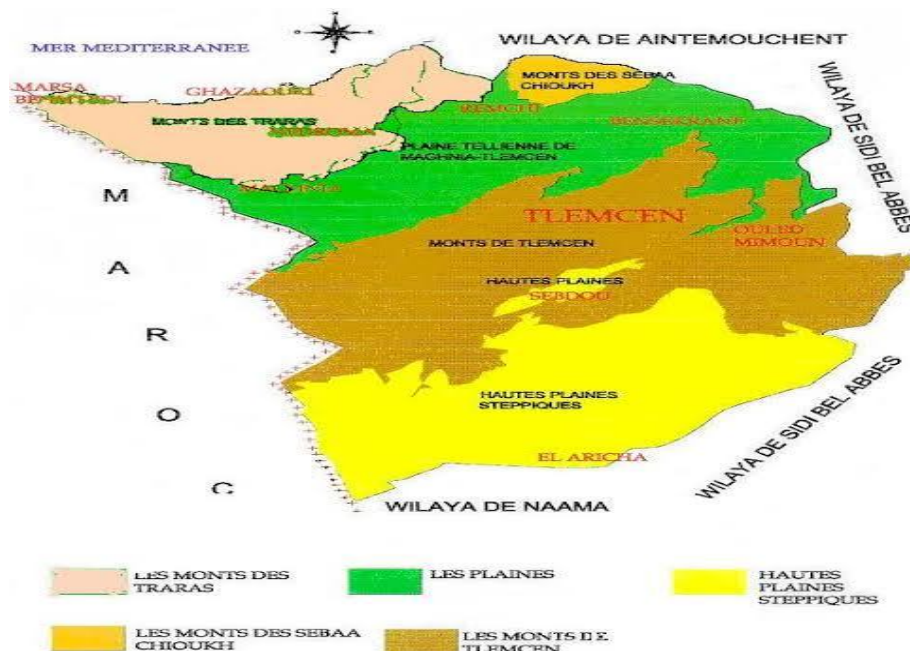 MER MEDITERRANEE
WILAYA DE AINTEMOUCHENT
MONTS DES SEBAA
CHIOUKH
MARSA
GHAZAOUET
REMCHI
BENSEKRANE
MONTS DES TRARAS
PLAINE TELLIENNE DE
MAGHNIA-TLEMCEN
WILAYA DE SIDI BEL ABBES
TLEMCEN
OULED
MIMOUN
MONTS DE TLEMCEN
HAUTES PLAINES
SEBDOU
MAROC
HAUTES PLAINES
STEPPIQUES
EL ARICHA
WILAYA DE SIDI BEL ABBES
WILAYA DE NAAMA
LES MONTS DES
TRARAS
LES PLAINES
HAUTES
PLAINES
STEPPIQUES
LES MONTS DES SEBAA
CHIOUKH
LES MONTS DE
TLEMCEN